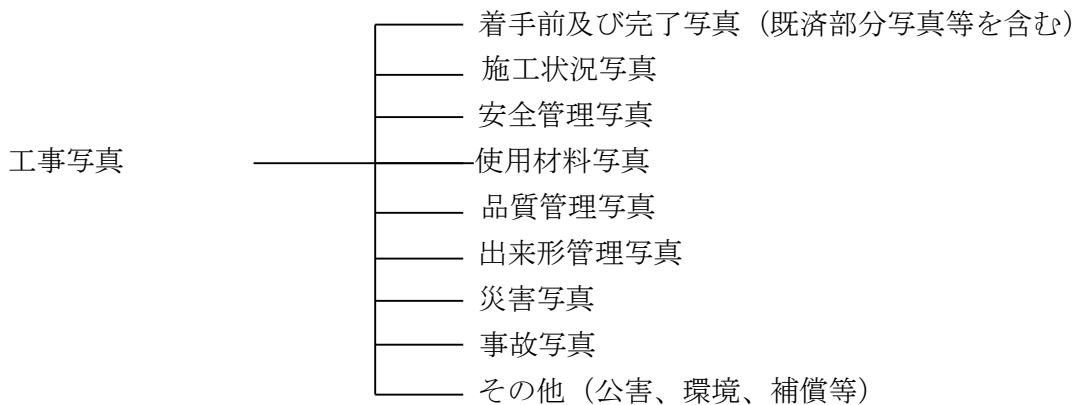 着手前及び完了写真（既済部分写真等を含む）
施工状況写真
安全管理写真
工事写真 使用材料写真
品質管理写真
出来形管理写真
災害写真
事故写真
その他（公害、環境、補償等）